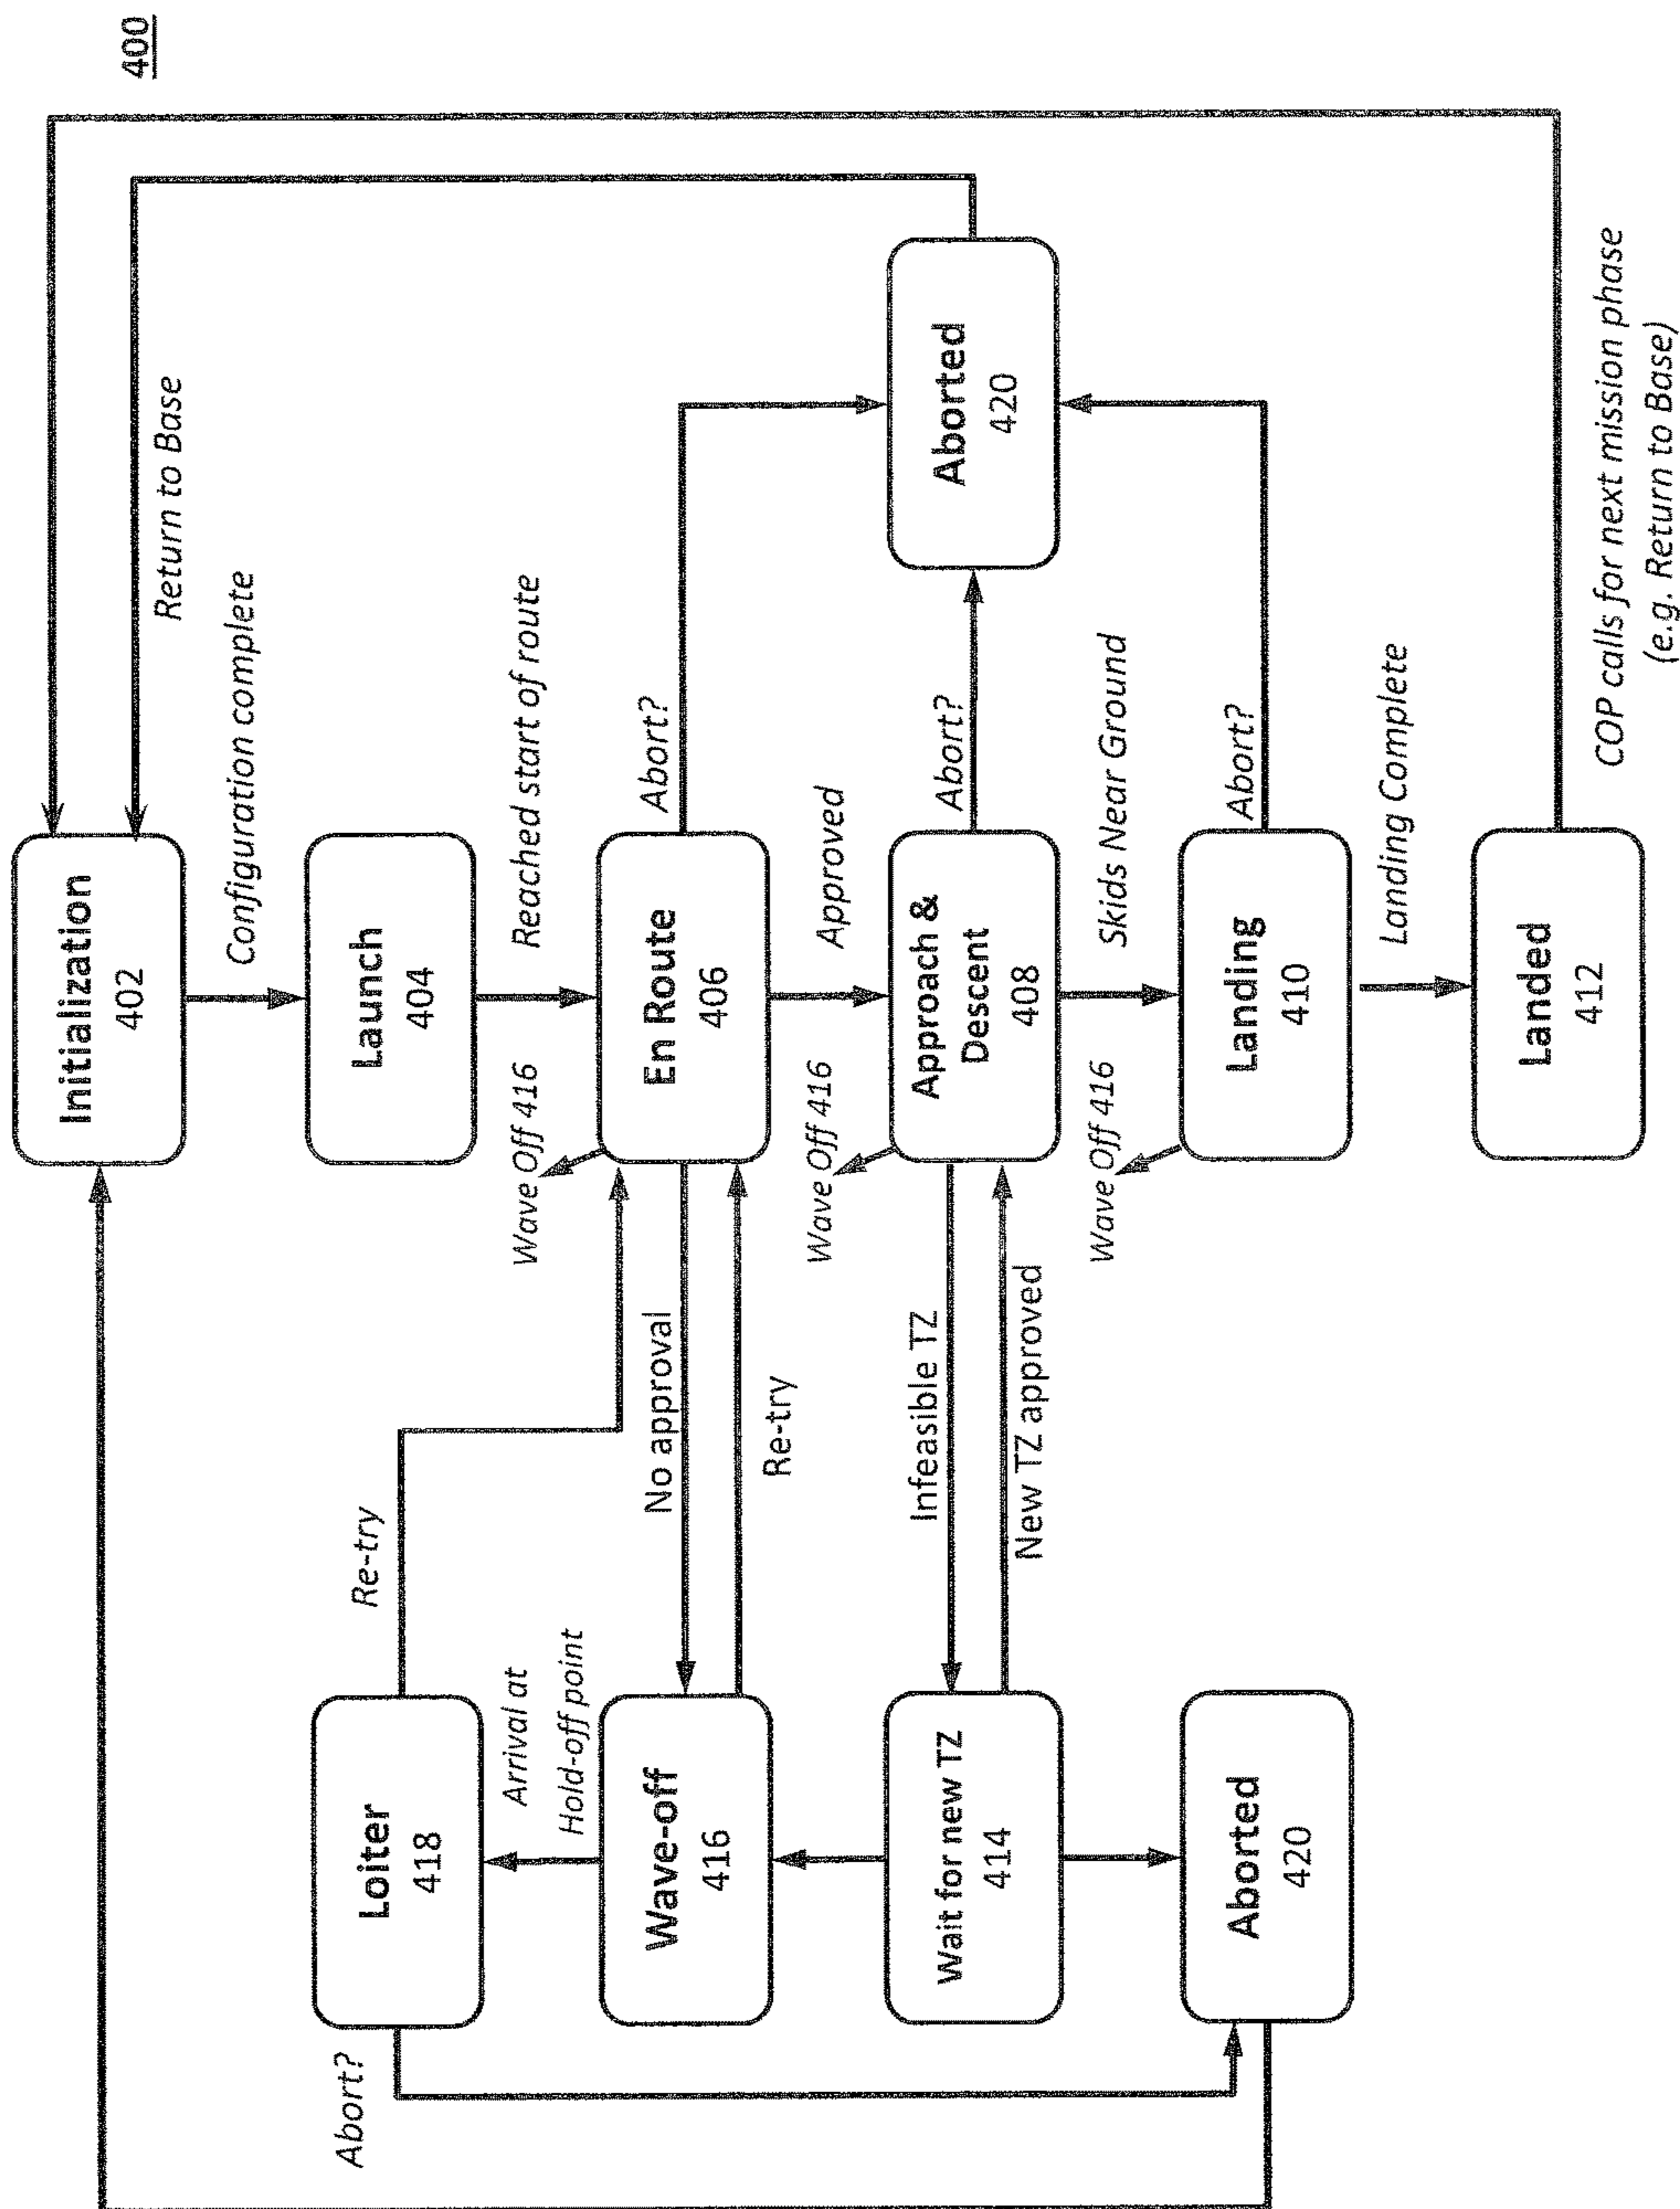 400
Initialization
402
Return to Base
Configuration complete
Launch
404
Reached start of route
Loiter
418
Re-try
Arrival at
Hold-off point
Wave Off 416
En Route
406
Abort?
Abort?
Wave-off
416
No approval
Re-try
Wave Off 416
Approved
Approach &
Descent
408
Abort?
Aborted
420
Wait for new TZ
414
Infeasible TZ
New TZ approved
Wave Off 416
Skids Near Ground
Landing
410
Abort?
Aborted
420
Landing Complete
Landed
412
COP calls for next mission phase
(e.g. Return to Base)